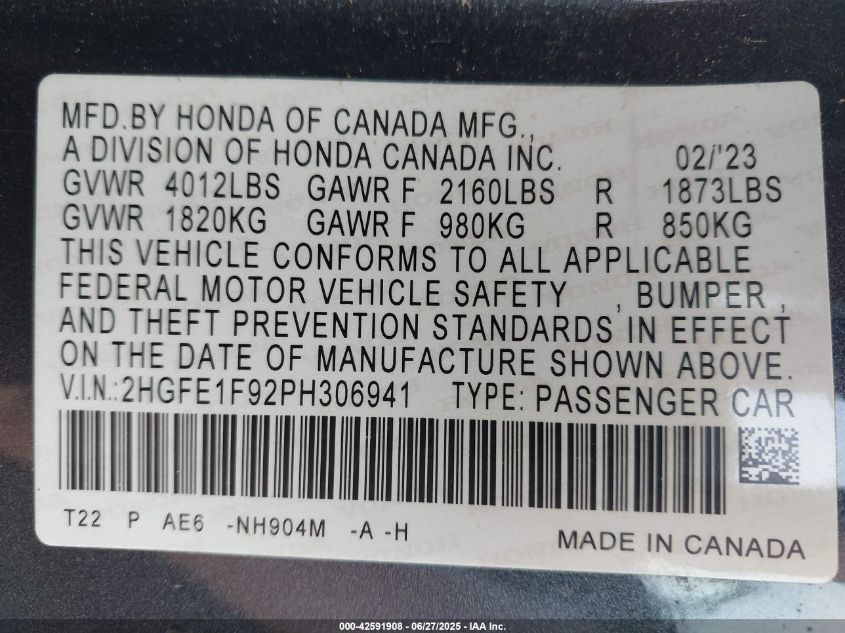 MFD.BY HONDA OF CANADA MFG.,
A DIVISION OF HONDA CANADA INC. 02/'23
GVWR 4012LBS GAWR F 2160LBS R 1873LBS
GVWR 1820KG GAWR F 980KG R 850KG
THIS VEHICLE CONFORMS TO ALL APPLICABLE
FEDERAL MOTOR VEHICLE SAFETY , BUMPER ,
AND THEFT PREVENTION STANDARDS IN EFFECT
ON THE DATE OF MANUFACTURE SHOWN ABOVE.
V.I.N.:2HGFE1F92PH306941 TYPE: PASSENGER CAR
T22 P AE6 -NH904M -A -H
MADE IN CANADA
000-42591908 - 06/27/2025 - IAA Inc.